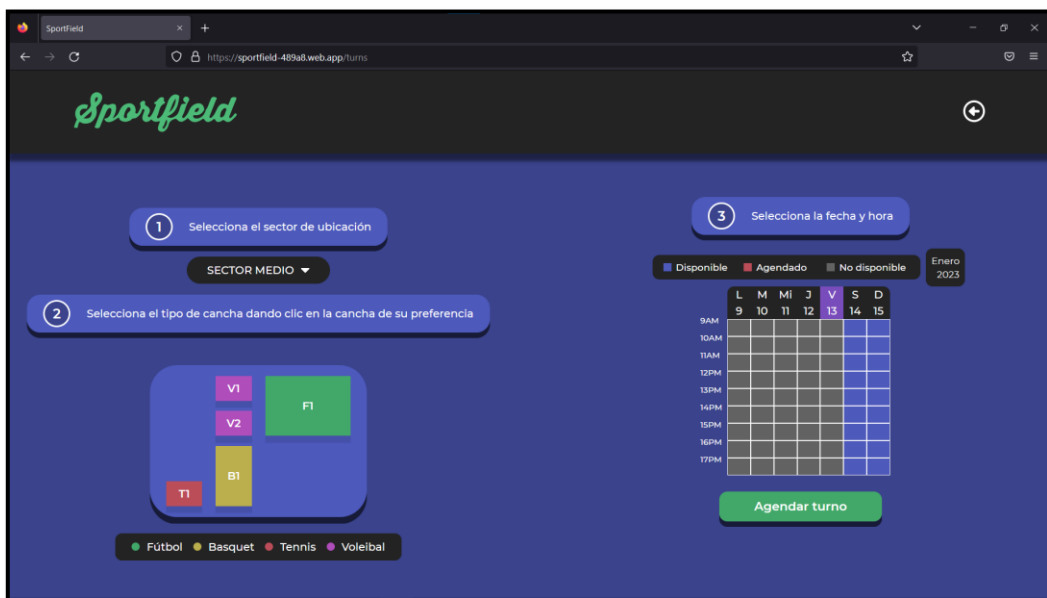 SportField
https://sportfield-489a8.web.app/turns
Sportfield
1 Selecciona el sector de ubicación
SECTOR MEDIO
2 Selecciona el tipo de cancha dando clic en la cancha de su preferencia
V1
F1
V2
B1
T1
Fútbol Basquet Tennis Voleibal
3 Selecciona la fecha y hora
Disponible Agendado No disponible
Enero
2023
L M Mi J V S D
9 10 11 12 13 14 15
9AM
10AM
11AM
12PM
13PM
14PM
15PM
16PM
17PM
Agendar turno